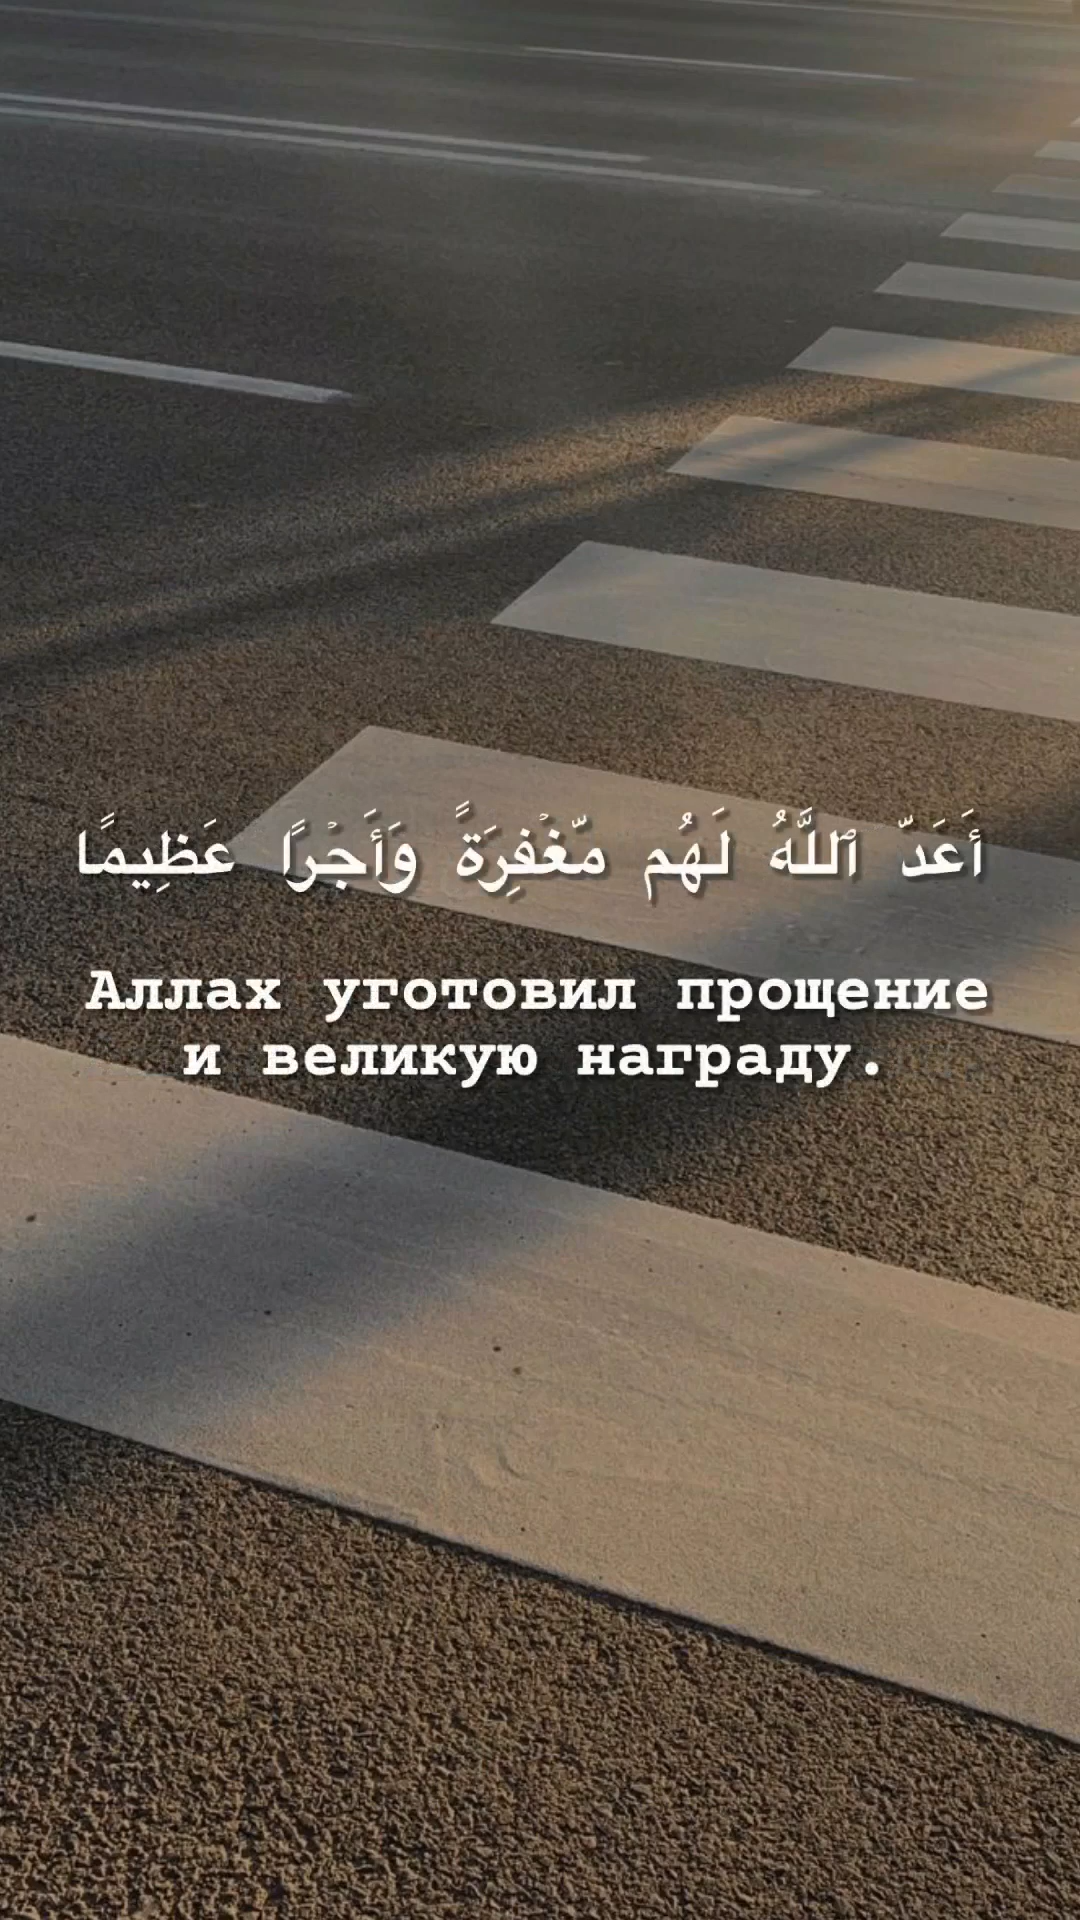 أَعَدَّ ٱللَّهُ لَهُم مَّغْفِرَةً وَأَجْرًا عَظِيمًا
Аллах уготовил прощение
и великую награду.